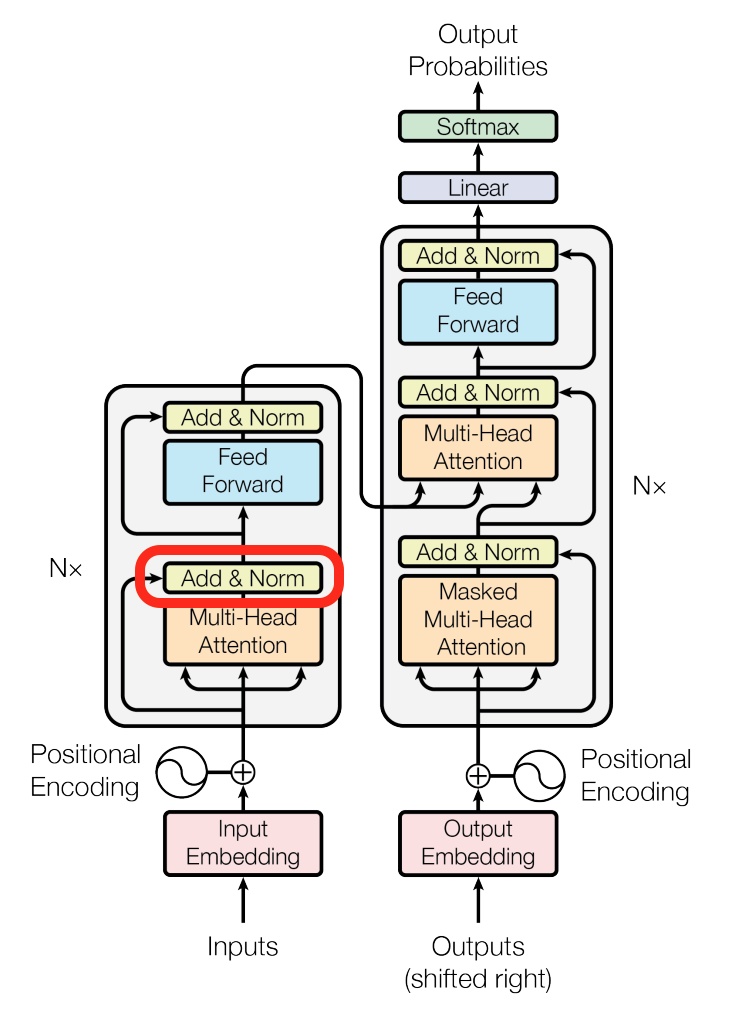 Output
Probabilities
Softmax
Linear
Add & Norm
Feed
Forward
Add & Norm
Multi-Head
Attention
Nx
Add & Norm
Masked
Multi-Head
Attention
Add & Norm
Feed
Forward
Nx
Add & Norm
Multi-Head
Attention
Positional
Encoding
Positional
Encoding
Input
Embedding
Output
Embedding
Inputs
Outputs
(shifted right)